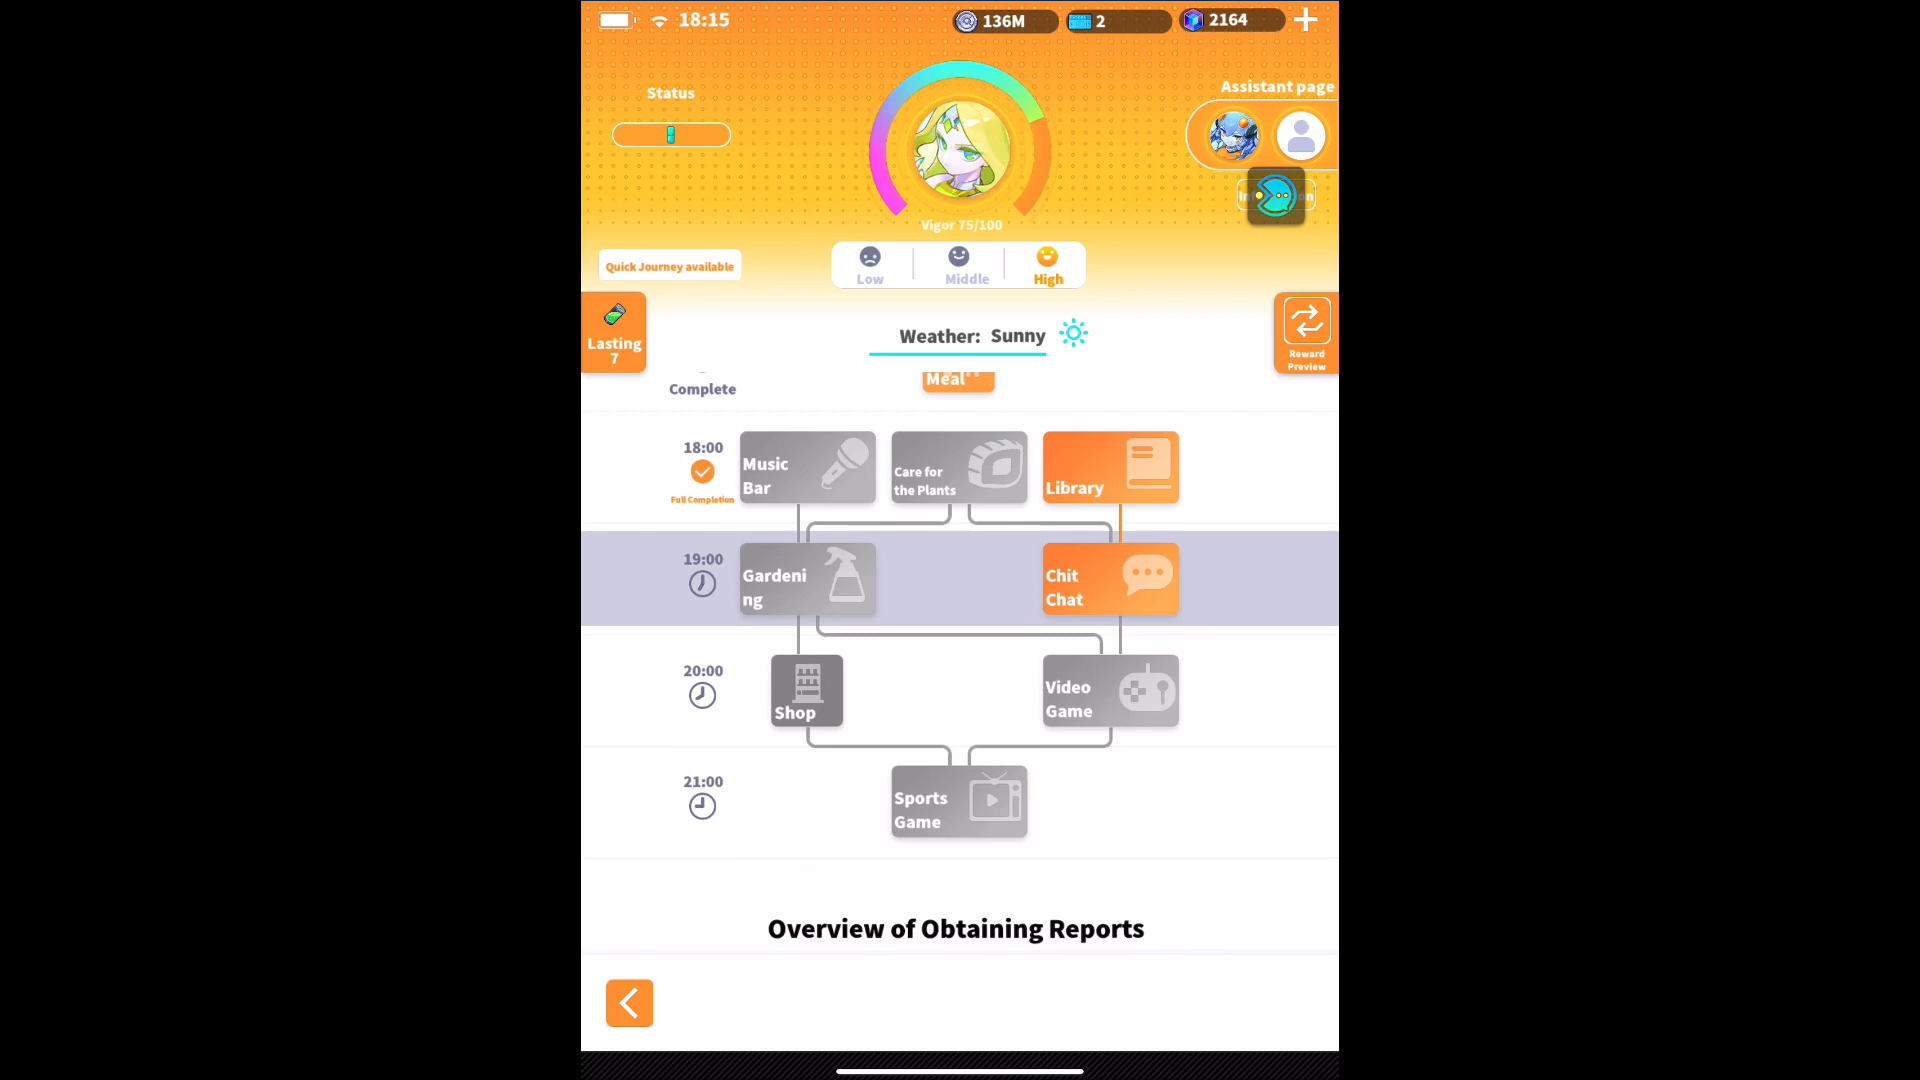 18:15
136M
2
2164
Status
Assistant page
Vigor 75/100
Quick Journey available
Low
Middle
High
Lasting
7
Weather: Sunny
Reward
Preview
Complete
Meal
18:00
Full Completion
Music
Bar
Care for
the Plants
Library
19:00
Gardeni
ng
Chit
Chat
20:00
Shop
Video
Game
21:00
Sports
Game
Overview of Obtaining Reports